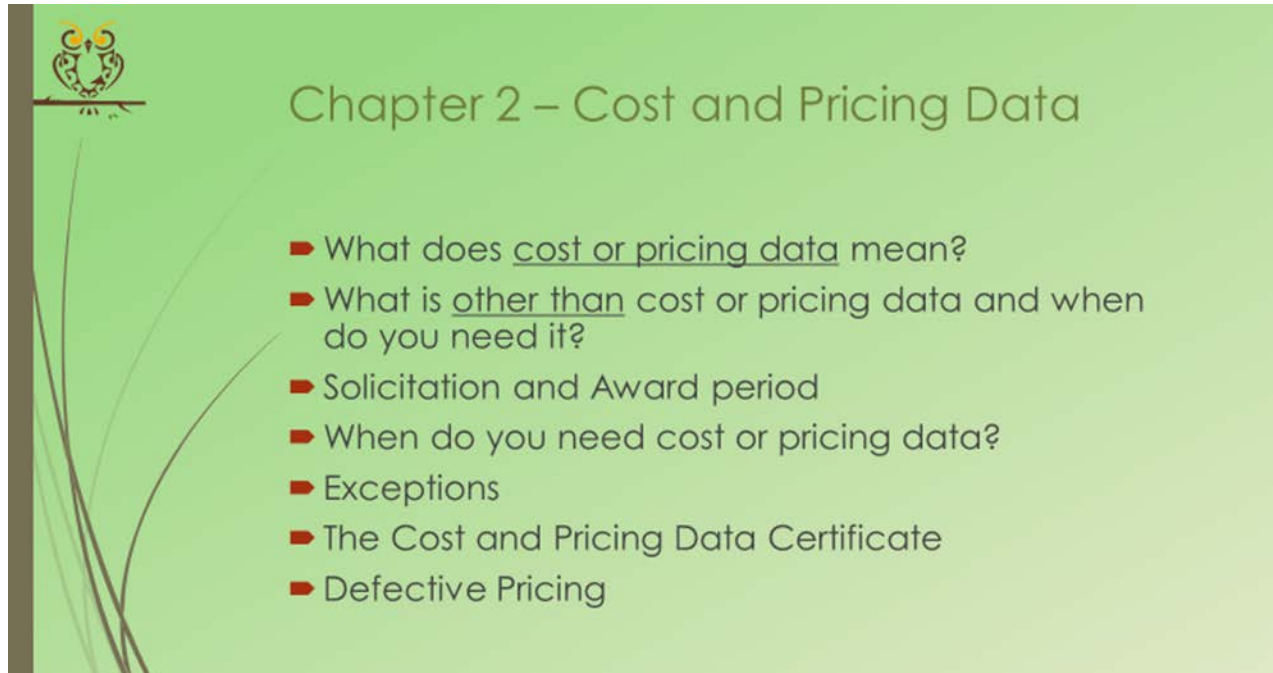 Chapter 2 – Cost and Pricing Data
What does cost or pricing data mean?
What is other than cost or pricing data and when
do you need it?
Solicitation and Award period
When do you need cost or pricing data?
Exceptions
The Cost and Pricing Data Certificate
Defective Pricing